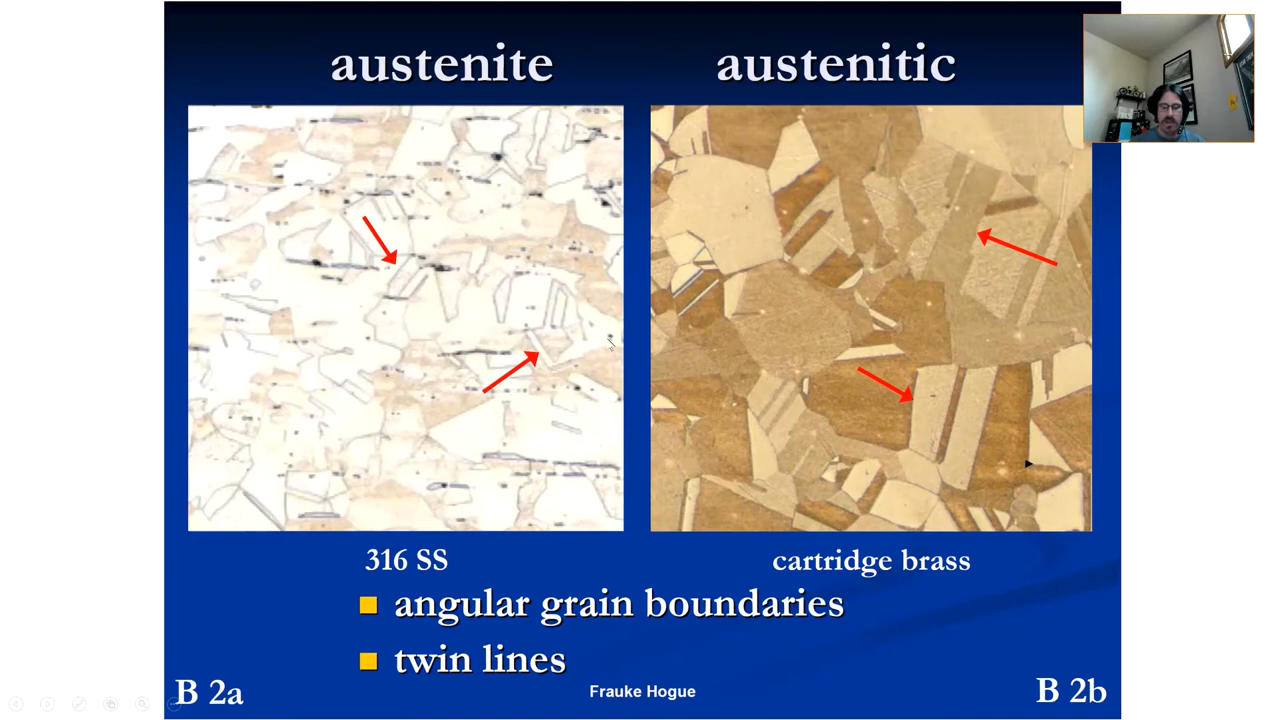 austenite
austenitic
316 SS
cartridge brass
angular grain boundaries
twin lines
B 2a
Frauke Hogue
B 2b